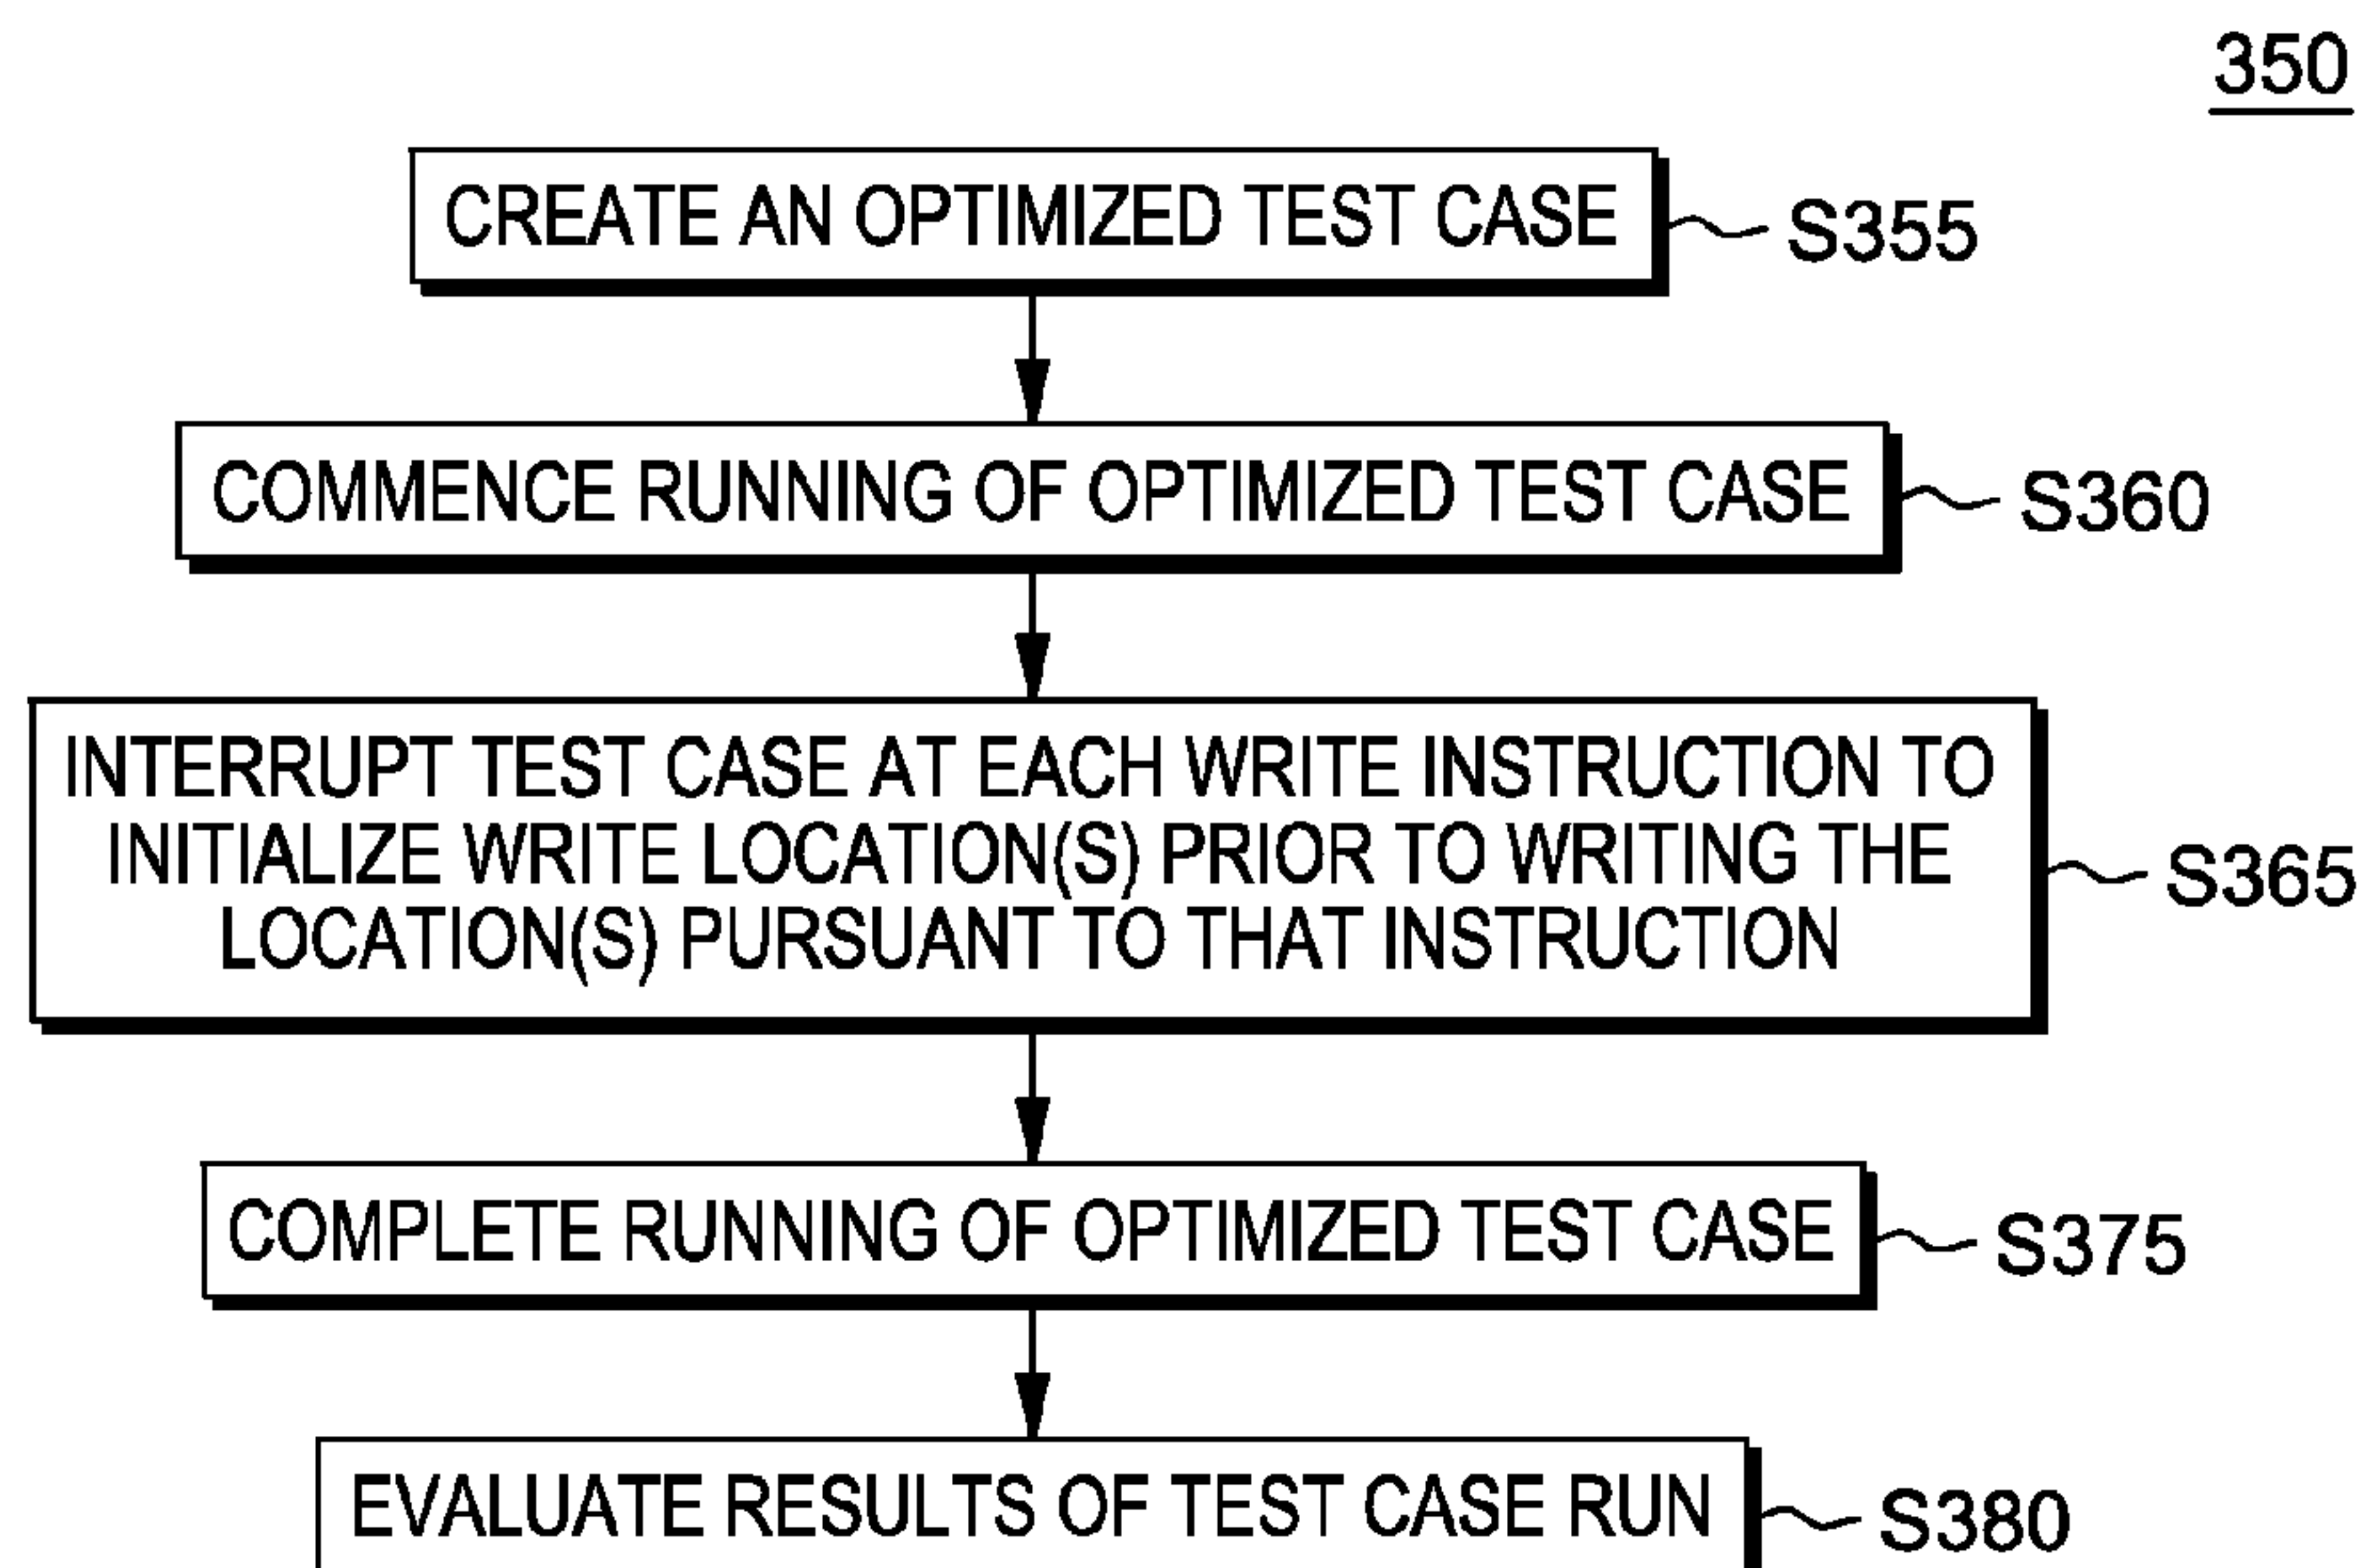 350
CREATE AN OPTIMIZED TEST CASE
S355
COMMENCE RUNNING OF OPTIMIZED TEST CASE
S360
INTERRUPT TEST CASE AT EACH WRITE INSTRUCTION TO
INITIALIZE WRITE LOCATION(S) PRIOR TO WRITING THE
LOCATION(S) PURSUANT TO THAT INSTRUCTION
S365
COMPLETE RUNNING OF OPTIMIZED TEST CASE
S375
EVALUATE RESULTS OF TEST CASE RUN
S380